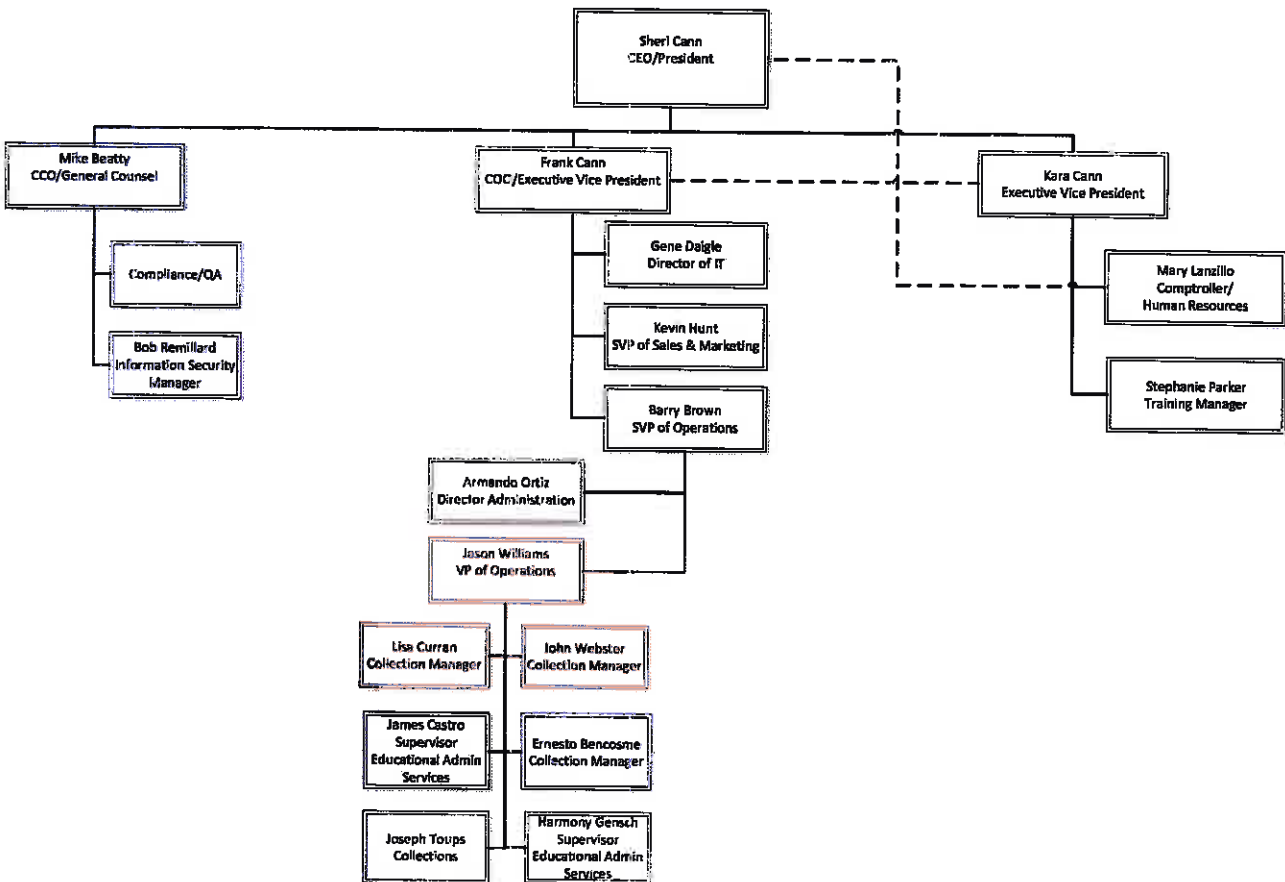 Sheri Cann
CEO/President
Mike Beatty
CCO/General Counsel
Frank Cann
COC/Executive Vice President
Kara Cann
Executive Vice President
Compliance/QA
Bob Remillard
Information Security
Manager
Gene Daigle
Director of IT
Kevin Hunt
SVP of Sales & Marketing
Barry Brown
SVP of Operations
Mary Lanzillo
Comptroller/
Human Resources
Stephanie Parker
Training Manager
Armando Ortiz
Director Administration
Jason Williams
VP of Operations
Lisa Curran
Collection Manager
John Webster
Collection Manager
James Castro
Supervisor
Educational Admin
Services
Ernesto Bencosme
Collection Manager
Joseph Toups
Collections
Harmony Gensch
Supervisor
Educational Admin
Services